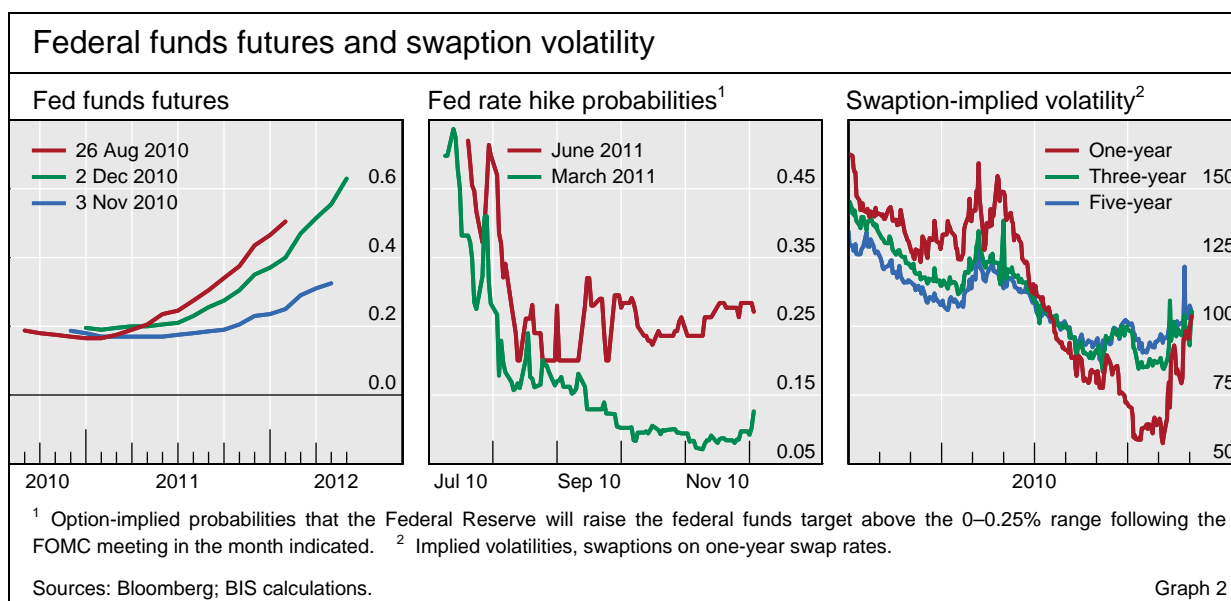 Federal funds futures and swaption volatility
Fed funds futures
Fed rate hike probabilities1
Swaption-implied volatility2
26 Aug 2010
2 Dec 2010
3 Nov 2010
0.6
0.4
0.2
0.0
2010 2011 2012
June 2011
March 2011
0.45
0.35
0.25
0.15
0.05
Jul 10 Sep 10 Nov 10
One-year
Three-year
Five-year
150
125
100
75
50
2010
1 Option-implied probabilities that the Federal Reserve will raise the federal funds target above the 0–0.25% range following the
FOMC meeting in the month indicated. 2 Implied volatilities, swaptions on one-year swap rates.
Sources: Bloomberg; BIS calculations.
Graph 2